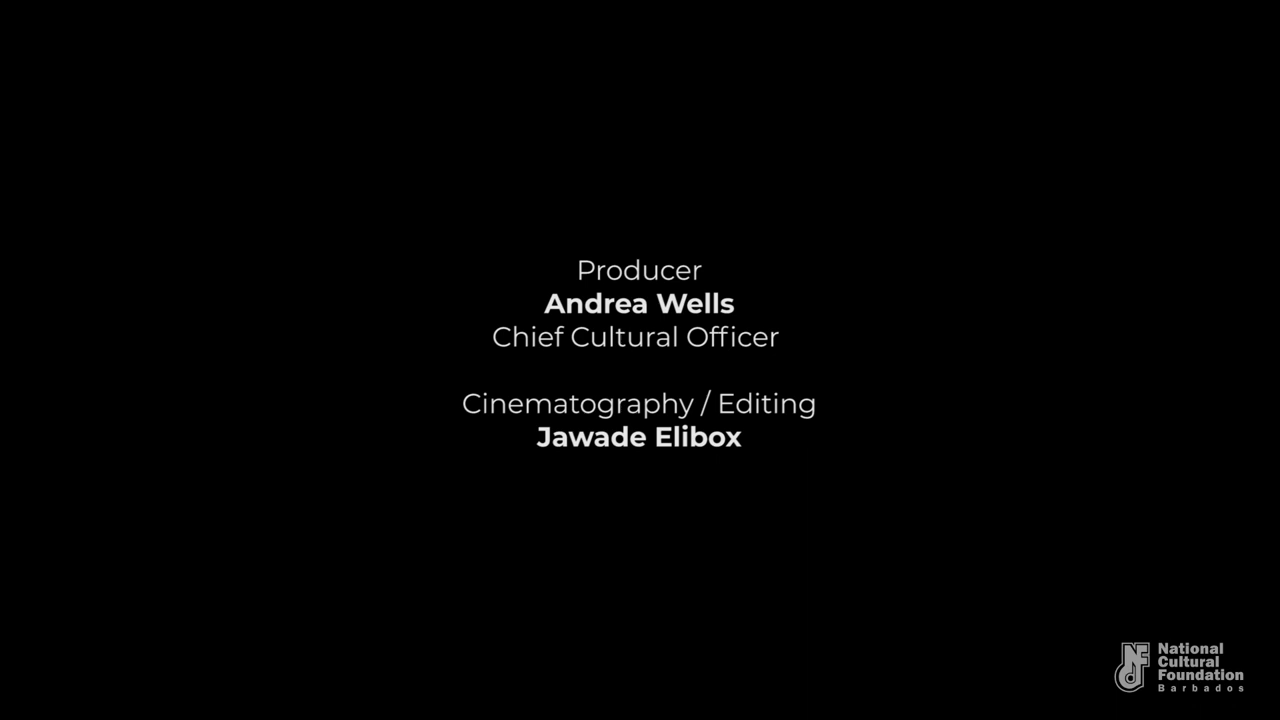 Producer
Andrea Wells
Chief Cultural Officer
Cinematography / Editing
Jawade Elibox
National
Cultural
Foundation
Barbados